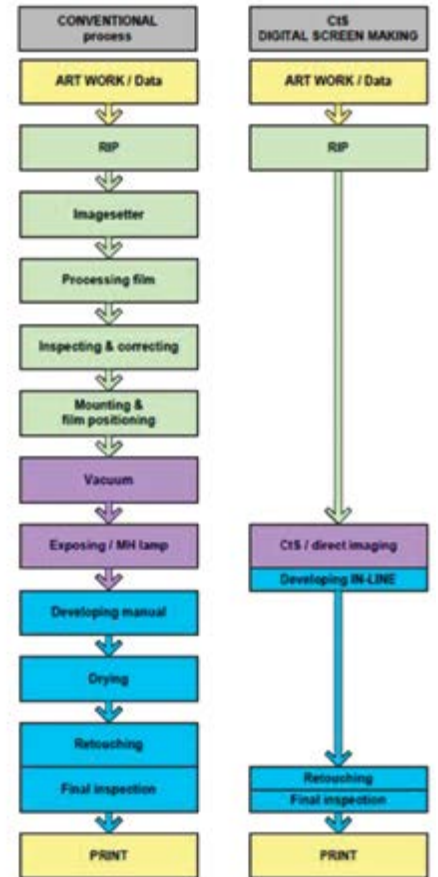 CONVENTIONAL
process
ART WORK / Data
RIP
Imagesetter
Processing film
Inspecting & correcting
Mounting &
film positioning
Vacuum
Exposing / MH lamp
Developing manual
Drying
Retouching
Final inspection
PRINT
CtS
DIGITAL SCREEN MAKING
ART WORK / Data
RIP
CtS / direct imaging
Developing IN-LINE
Retouching
Final inspection
PRINT